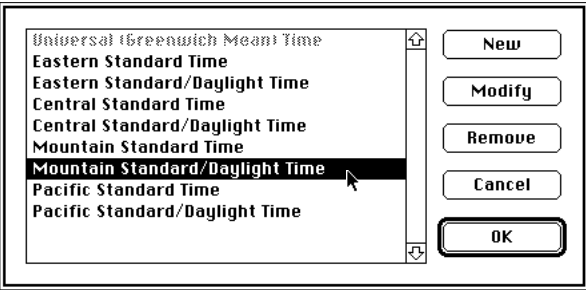 Universal (Greenwich Mean) Time
Eastern Standard Time
Eastern Standard/Daylight Time
Central Standard Time
Central Standard/Daylight Time
Mountain Standard Time
Mountain Standard/Daylight Time
Pacific Standard Time
Pacific Standard/Daylight Time
New
Modify
Remove
Cancel
OK